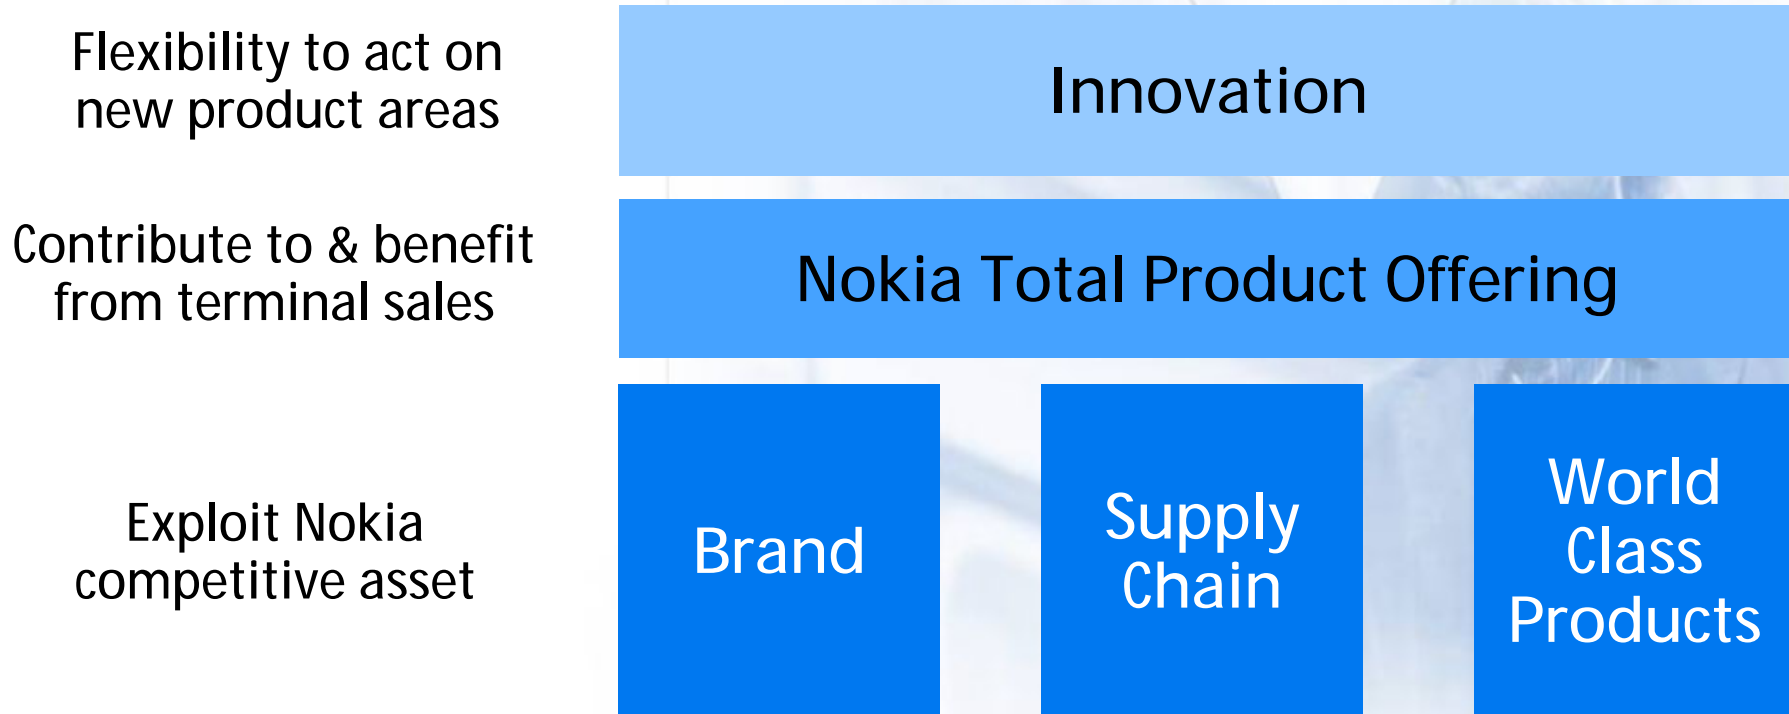 Flexibility to act on
new product areas
Innovation
Contribute to & benefit
from terminal sales
Nokia Total Product Offering
Exploit Nokia
competitive asset
Brand
Supply
Chain
World
Class
Products